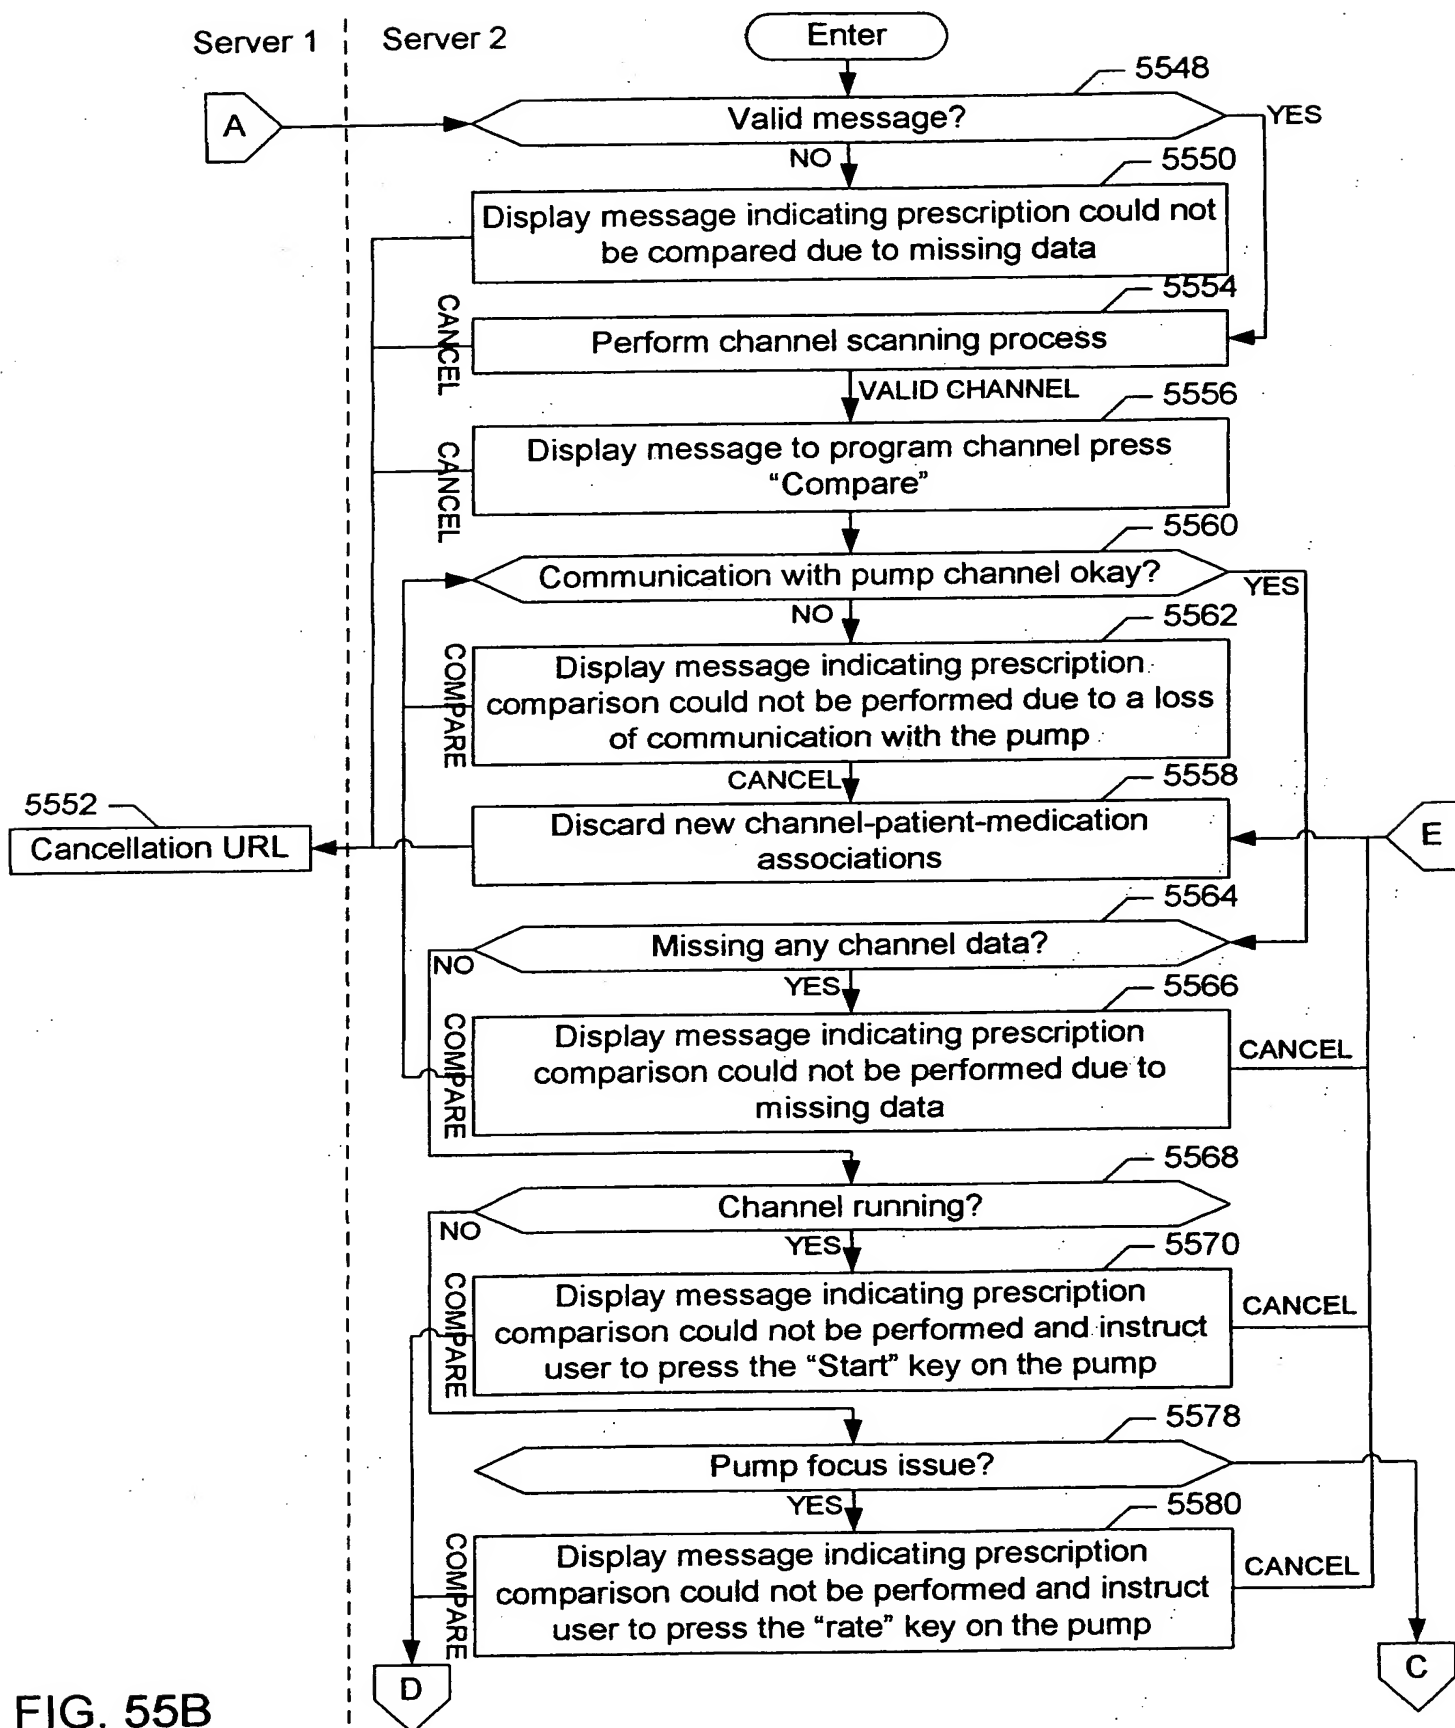 Server 1
Server 2
Enter
A
5548
Valid message?
YES
NO
5550
Display message indicating prescription could not
be compared due to missing data
5554
CANCEL
Perform channel scanning process
VALID CHANNEL
5556
CANCEL
Display message to program channel press
“Compare”
5560
Communication with pump channel okay?
YES
NO
5562
COMPARE
Display message indicating prescription
comparison could not be performed due to a loss
of communication with the pump
CANCEL
5558
5552
Cancellation URL
Discard new channel-patient-medication
associations
E
5564
Missing any channel data?
NO
YES
5566
COMPARE
Display message indicating prescription
comparison could not be performed due to
missing data
CANCEL
5568
Channel running?
NO
YES
5570
COMPARE
Display message indicating prescription
comparison could not be performed and instruct
user to press the “Start” key on the pump
CANCEL
5578
Pump focus issue?
YES
5580
COMPARE
Display message indicating prescription
comparison could not be performed and instruct
user to press the “rate” key on the pump
CANCEL
D
C
FIG. 55B